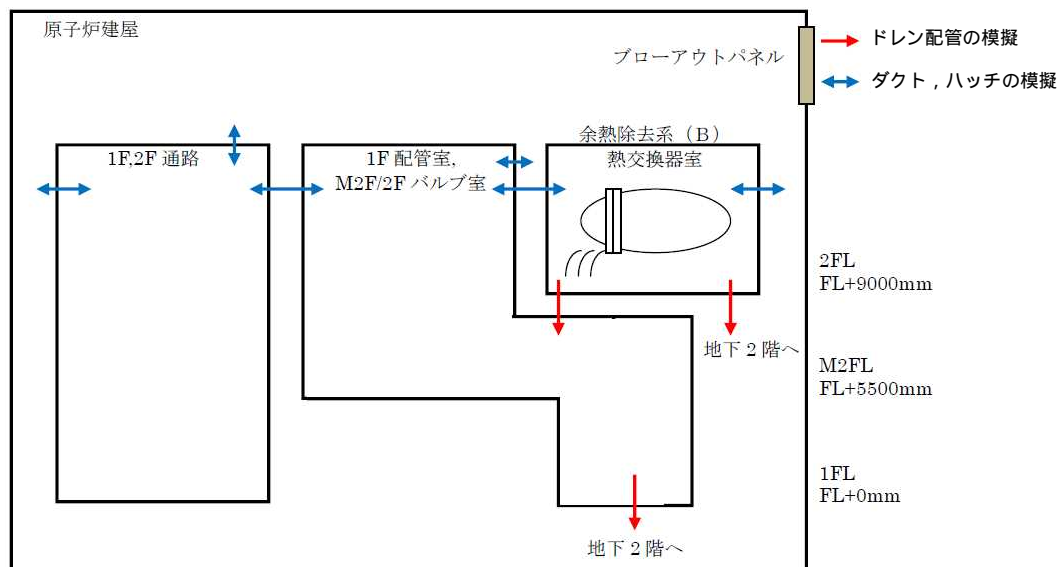 原子炉建屋
ブローアウトパネル
ドレン配管の模擬
ダクト，ハッチの模擬
1F,2F 通路
1F 配管室,
M2F/2F バルブ室
余熱除去系（Ｂ）
熱交換器室
2FL
FL+9000mm
地下２階へ
M2FL
FL+5500mm
1FL
FL+0mm
地下２階へ